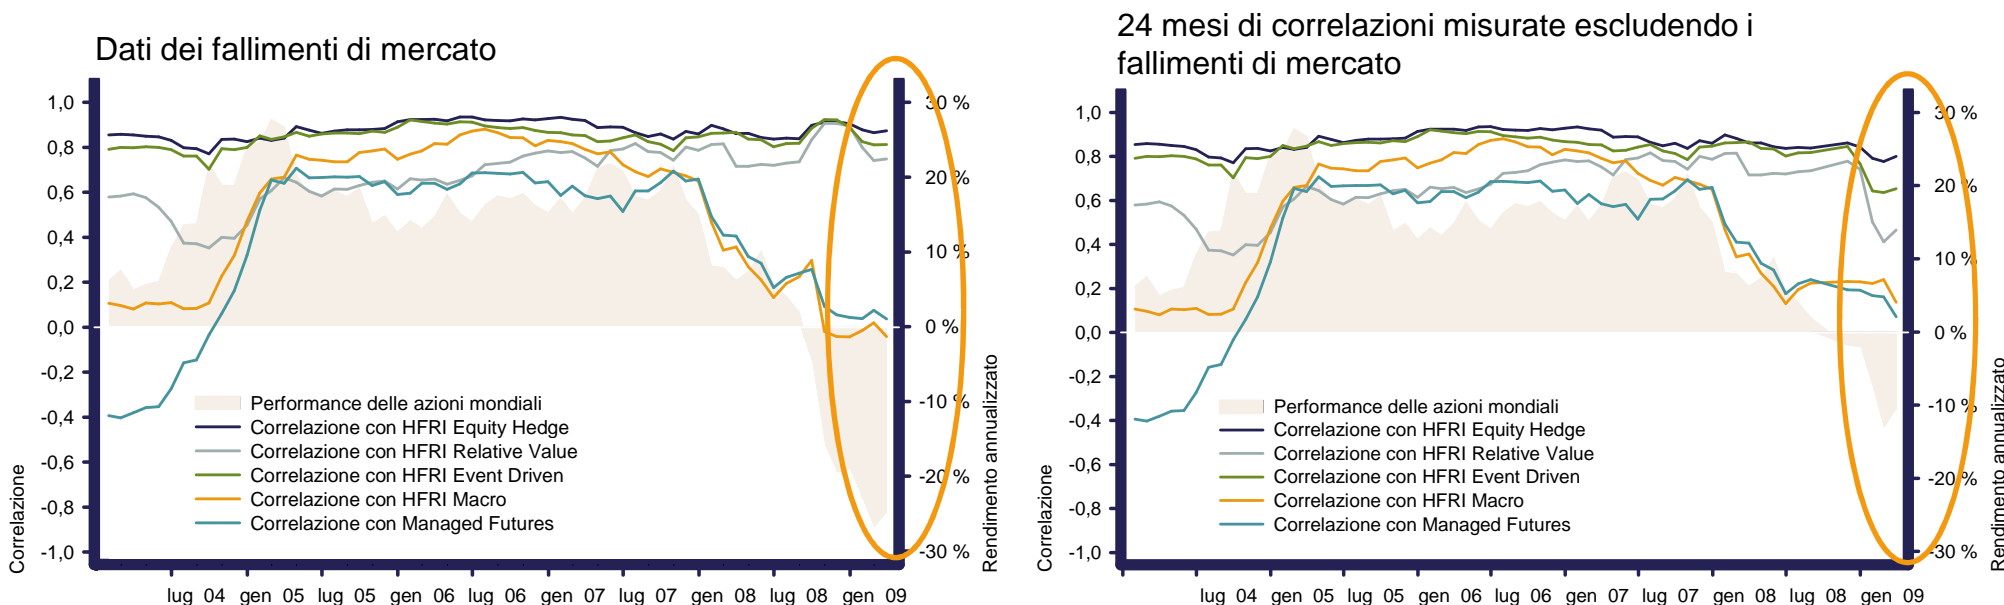 Dati dei fallimenti di mercato
1,0
0,8
0,6
0,4
0,2
0,0
-0,2
-0,4
-0,6
-0,8
-1,0
Correlazione
30 %
20 %
10 %
0 %
-10 %
-20 %
-30 %
Rendimento annualizzato
Performance delle azioni mondiali
Correlazione con HFRI Equity Hedge
Correlazione con HFRI Relative Value
Correlazione con HFRI Event Driven
Correlazione con HFRI Macro
Correlazione con Managed Futures
lug 04 gen 05 lug 05 gen 06 lug 06 gen 07 lug 07 gen 08 lug 08 gen 09
24 mesi di correlazioni misurate escludendo i
fallimenti di mercato
1,0
0,8
0,6
0,4
0,2
0,0
-0,2
-0,4
-0,6
-0,8
-1,0
Correlazione
30 %
20 %
10 %
0 %
-10 %
-20 %
-30 %
Rendimento annualizzato
Performance delle azioni mondiali
Correlazione con HFRI Equity Hedge
Correlazione con HFRI Relative Value
Correlazione con HFRI Event Driven
Correlazione con HFRI Macro
Correlazione con Managed Futures
lug 04 gen 05 lug 05 gen 06 lug 06 gen 07 lug 07 gen 08 lug 08 gen 09